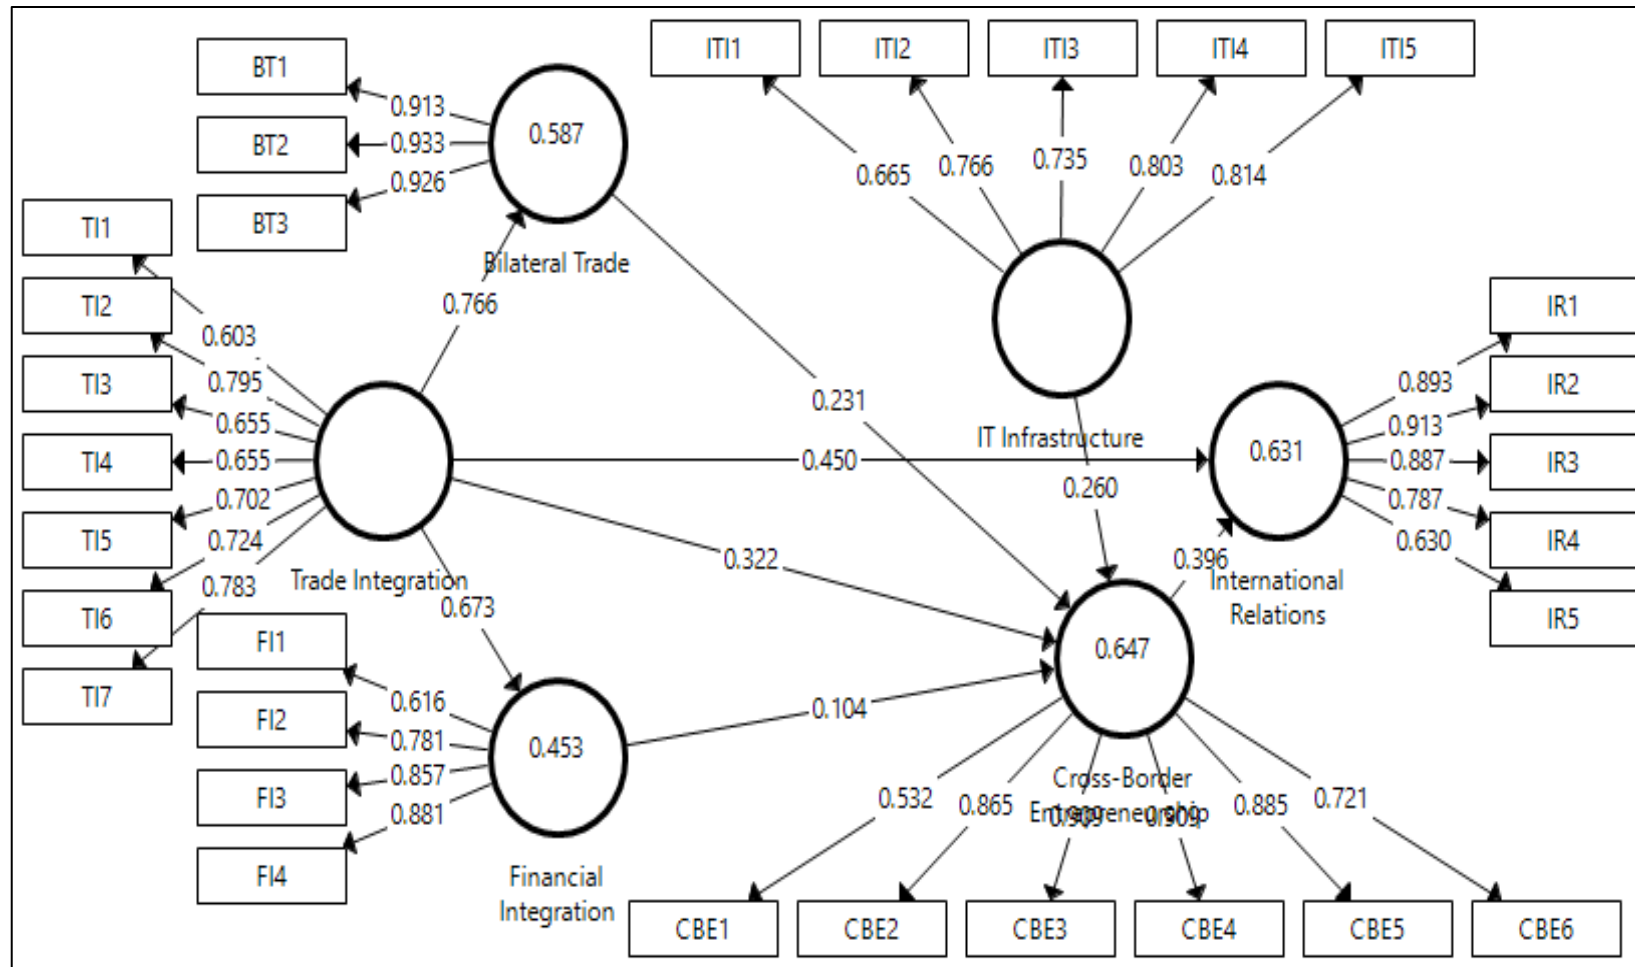 BT1
BT2
BT3
0.913
0.933
0.926
0.587
Bilateral Trade
ITI1
ITI2
ITI3
ITI4
ITI5
0.665
0.766
0.735
0.803
0.814
IT Infrastructure
TI1
TI2
TI3
TI4
TI5
TI6
TI7
0.603
0.795
0.655
0.655
0.702
0.724
0.783
Trade Integration
0.766
0.673
0.231
0.450
0.322
0.260
0.396
0.104
0.631
International
Relations
IR1
IR2
IR3
IR4
IR5
0.893
0.913
0.887
0.787
0.630
FI1
FI2
FI3
FI4
0.616
0.781
0.857
0.881
0.453
Financial
Integration
0.647
Cross-Border
Entrepreneurship
0.532
0.865
0.909
0.909
0.885
0.721
CBE1
CBE2
CBE3
CBE4
CBE5
CBE6